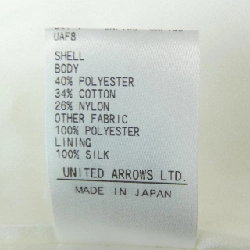 UAFS
SHELL
BODY
40% POLYESTER
34% COTTON
26% NYLON
OTHER FABRIC
100% POLYESTER
LINING
100% SILK
UNITED ARROWS LTD.
MADE IN JAPAN